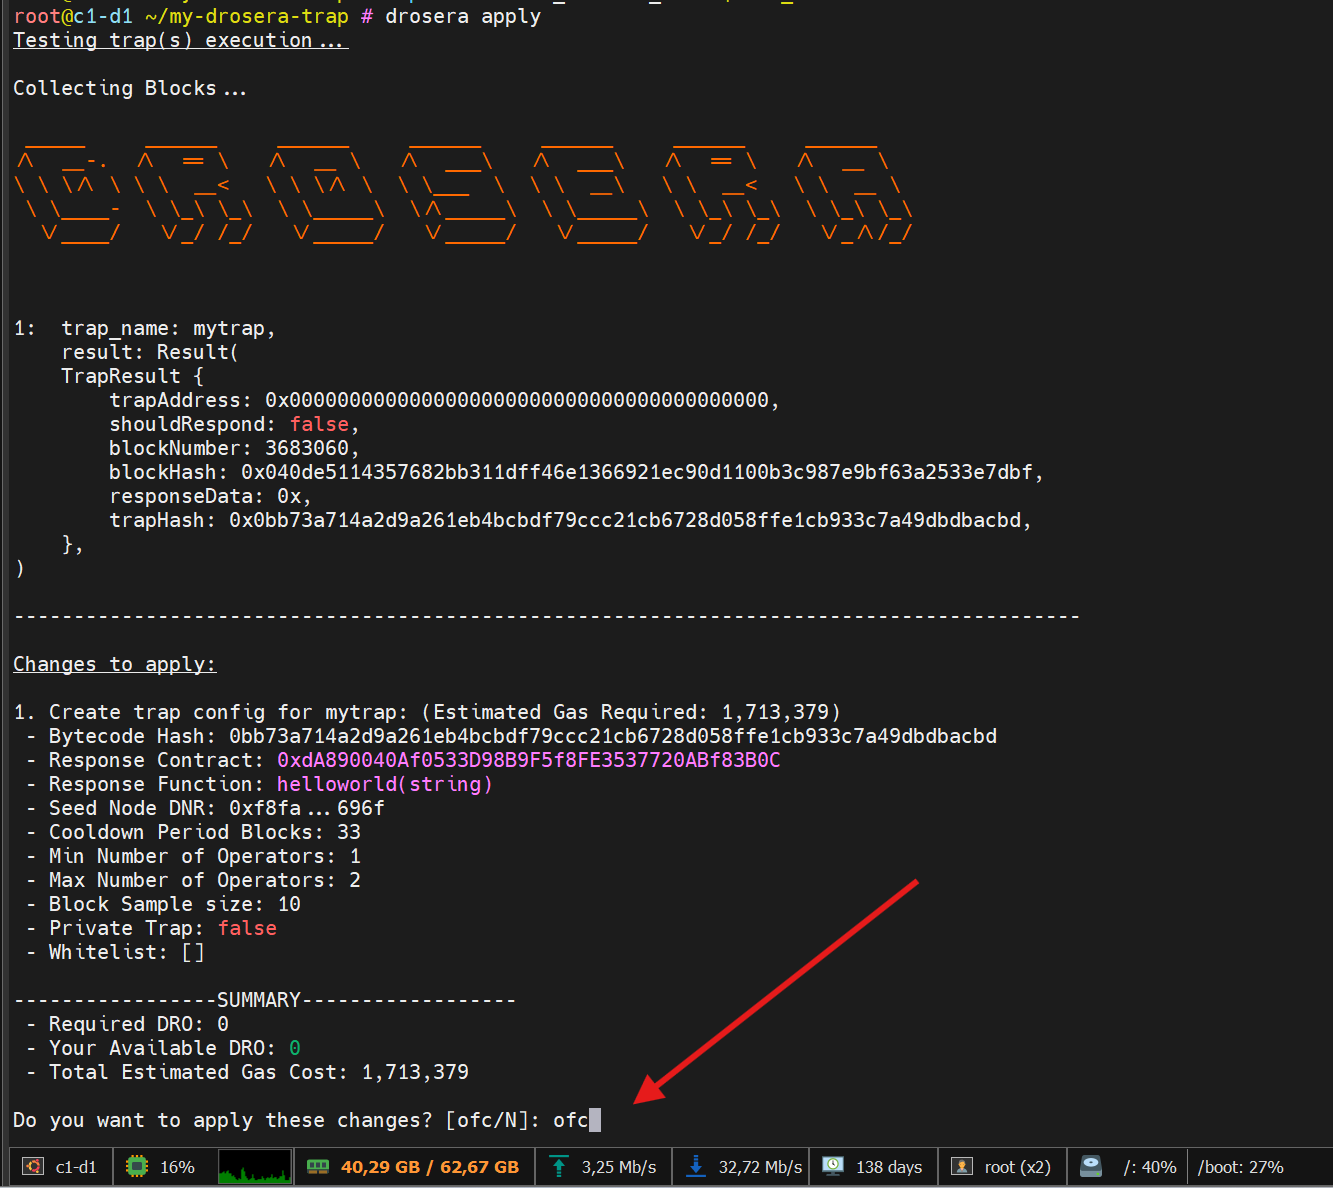 root@c1-d1 ~/my-drosera-trap # drosera apply
Testing trap(s) execution...
Collecting Blocks...
DROSERA
1:  trap_name: mytrap,
    result: Result(
    TrapResult {
        trapAddress: 0x0000000000000000000000000000000000000000,
        shouldRespond: false,
        blockNumber: 3683060,
        blockHash: 0x040de5114357682bb311dff46e1366921ec90d1100b3c987e9bf63a2533e7dbf,
        responseData: 0x,
        trapHash: 0x0bb73a714a2d9a261eb4bcbdf79ccc21cb6728d058ffe1cb933c7a49dbdbacbd,
    },
)
-----------------------------------------------------------------------------------------
Changes to apply:
1. Create trap config for mytrap: (Estimated Gas Required: 1,713,379)
 - Bytecode Hash: 0bb73a714a2d9a261eb4bcbdf79ccc21cb6728d058ffe1cb933c7a49dbdbacbd
 - Response Contract: 0xdA890040Af0533D98B9F5f8FE3537720ABf83B0C
 - Response Function: helloworld(string)
 - Seed Node DNR: 0xf8fa...696f
 - Cooldown Period Blocks: 33
 - Min Number of Operators: 1
 - Max Number of Operators: 2
 - Block Sample size: 10
 - Private Trap: false
 - Whitelist: []
-----------------SUMMARY------------------
 - Required DRO: 0
 - Your Available DRO: 0
 - Total Estimated Gas Cost: 1,713,379
Do you want to apply these changes? [ofc/N]: ofc
c1-d1 16% 40,29 GB / 62,67 GB 3,25 Mb/s 32,72 Mb/s 138 days root (x2) /: 40% /boot: 27%